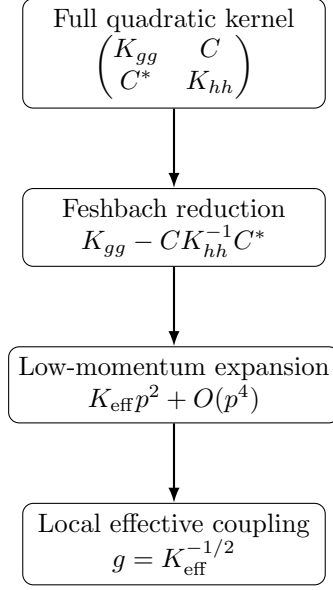 Full quadratic kernel
\begin{pmatrix} K_{gg} & C \\ C^* & K_{hh} \end{pmatrix}
Feshbach reduction
K_{gg} - CK_{hh}^{-1}C^*
Low-momentum expansion
K_{\text{eff}}p^2 + O(p^4)
Local effective coupling
g = K_{\text{eff}}^{-1/2}